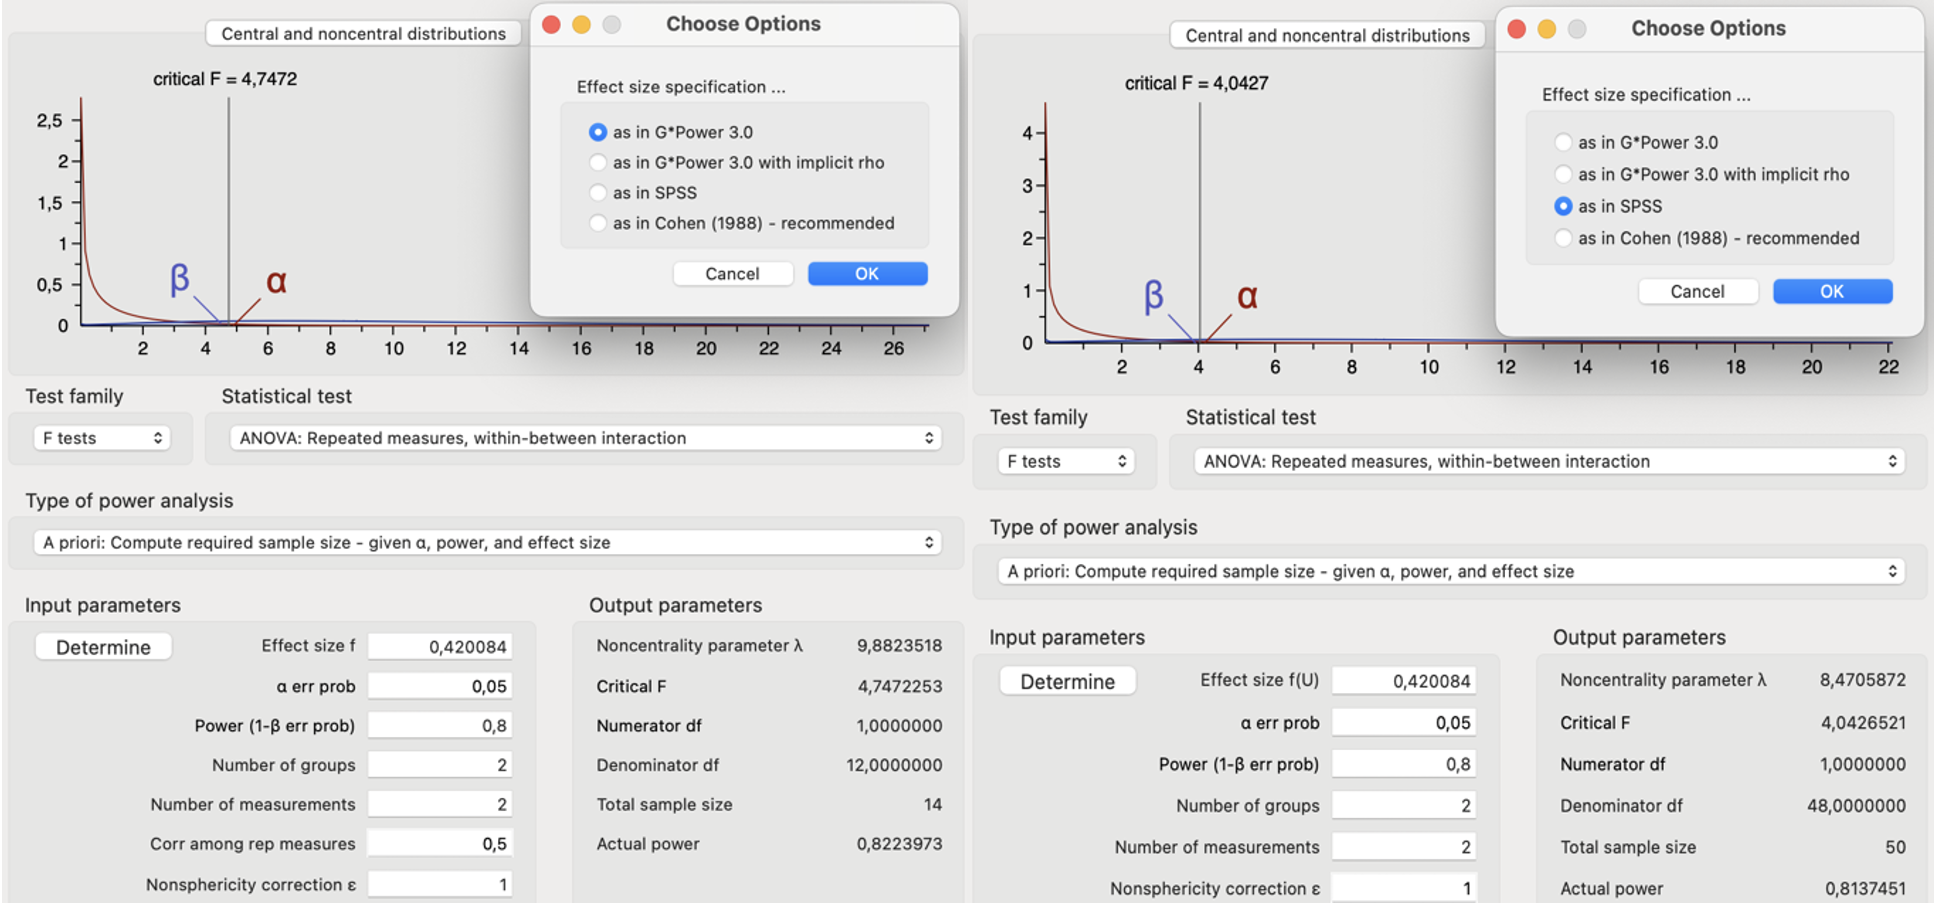 Central and noncentral distributions
critical F = 4,7472
2,5
2
1,5
1
0,5
0
β
α
2 4 6 8 10 12 14 16 18 20 22 24 26
Choose Options
Effect size specification ...
as in G*Power 3.0
as in G*Power 3.0 with implicit rho
as in SPSS
as in Cohen (1988) - recommended
Cancel OK
Test family Statistical test
F tests ANOVA: Repeated measures, within-between interaction
Type of power analysis
A priori: Compute required sample size - given α, power, and effect size
Input parameters
Determine Effect size f 0,420084
α err prob 0,05
Power (1-β err prob) 0,8
Number of groups 2
Number of measurements 2
Corr among rep measures 0,5
Nonsphericity correction ε 1
Output parameters
Noncentrality parameter λ 9,8823518
Critical F 4,7472253
Numerator df 1,0000000
Denominator df 12,0000000
Total sample size 14
Actual power 0,8223973
Central and noncentral distributions
critical F = 4,0427
4
3
2
1
0
β
α
2 4 6 8 10 12 14 16 18 20 22
Choose Options
Effect size specification ...
as in G*Power 3.0
as in G*Power 3.0 with implicit rho
as in SPSS
as in Cohen (1988) - recommended
Cancel OK
Test family Statistical test
F tests ANOVA: Repeated measures, within-between interaction
Type of power analysis
A priori: Compute required sample size - given α, power, and effect size
Input parameters
Determine Effect size f(U) 0,420084
α err prob 0,05
Power (1-β err prob) 0,8
Number of groups 2
Number of measurements 2
Nonsphericity correction ε 1
Output parameters
Noncentrality parameter λ 8,4705872
Critical F 4,0426521
Numerator df 1,0000000
Denominator df 48,0000000
Total sample size 50
Actual power 0,8137451